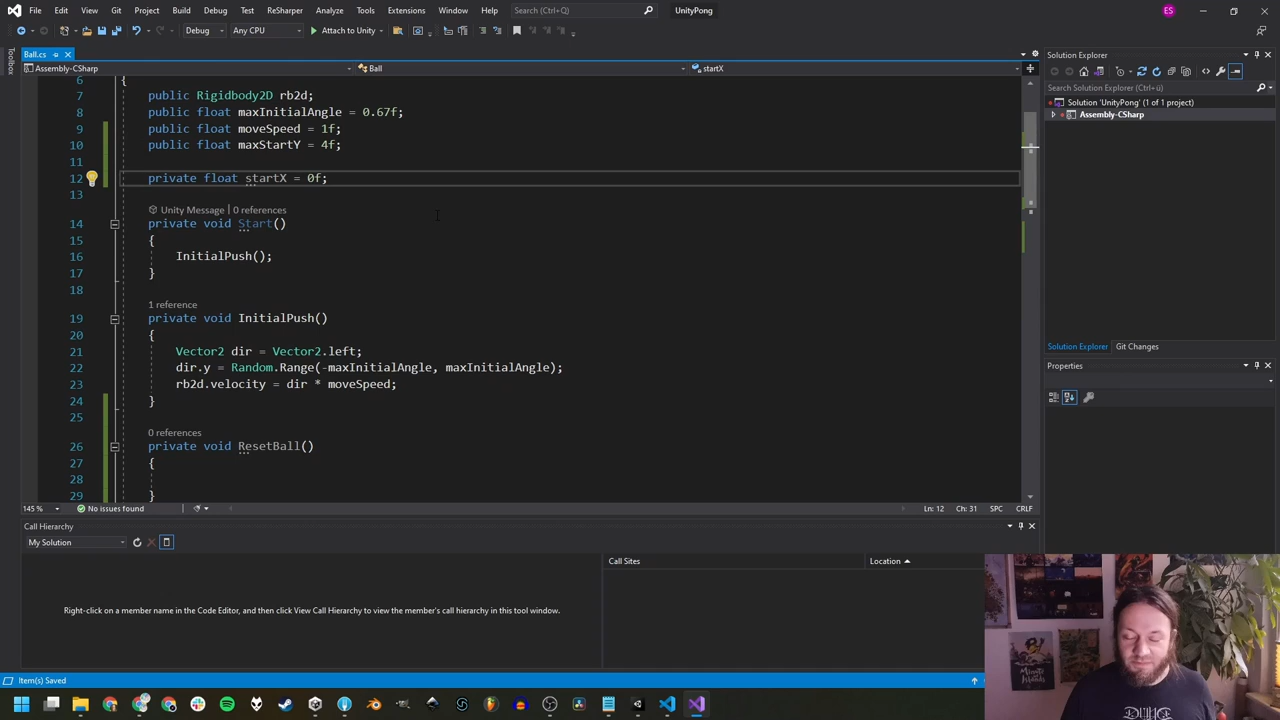 File Edit View Git Project Build Debug Test ReSharper Analyze Tools Extensions Window Help Search (Ctrl+Q) UnityPong ES
Debug Any CPU Attach to Unity
Toolbox
Ball.cs
Assembly-CSharp Ball startX
6 {
7 public Rigidbody2D rb2d;
8 public float maxInitialAngle = 0.67f;
9 public float moveSpeed = 1f;
10 public float maxStartY = 4f;
11
12 private float startX = 0f;
13
Unity Message | 0 references
14 private void Start()
15 {
16 InitialPush();
17 }
18
1 reference
19 private void InitialPush()
20 {
21 Vector2 dir = Vector2.left;
22 dir.y = Random.Range(-maxInitialAngle, maxInitialAngle);
23 rb2d.velocity = dir * moveSpeed;
24 }
25
0 references
26 private void ResetBall()
27 {
28
29 }
145 % No issues found Ln: 12 Ch: 31 SPC CRLF
Call Hierarchy
My Solution
Call Sites Location
Right-click on a member name in the Code Editor, and then click View Call Hierarchy to view the member's call hierarchy in this tool window.
Solution Explorer
Search Solution Explorer (Ctrl+ü)
Solution 'UnityPong' (1 of 1 project)
Assembly-CSharp
Solution Explorer Git Changes
Properties
Item(s) Saved